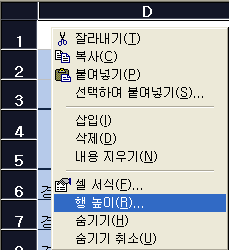 D
1
잘라내기(T)
2
복사(C)
붙여넣기(P)
3
선택하여 붙여넣기(S)...
4
삽입(I)
삭제(D)
5
내용 지우기(N)
6
셀 서식(F)...
7
행 높이(R)...
숨기기(H)
숨기기 취소(U)